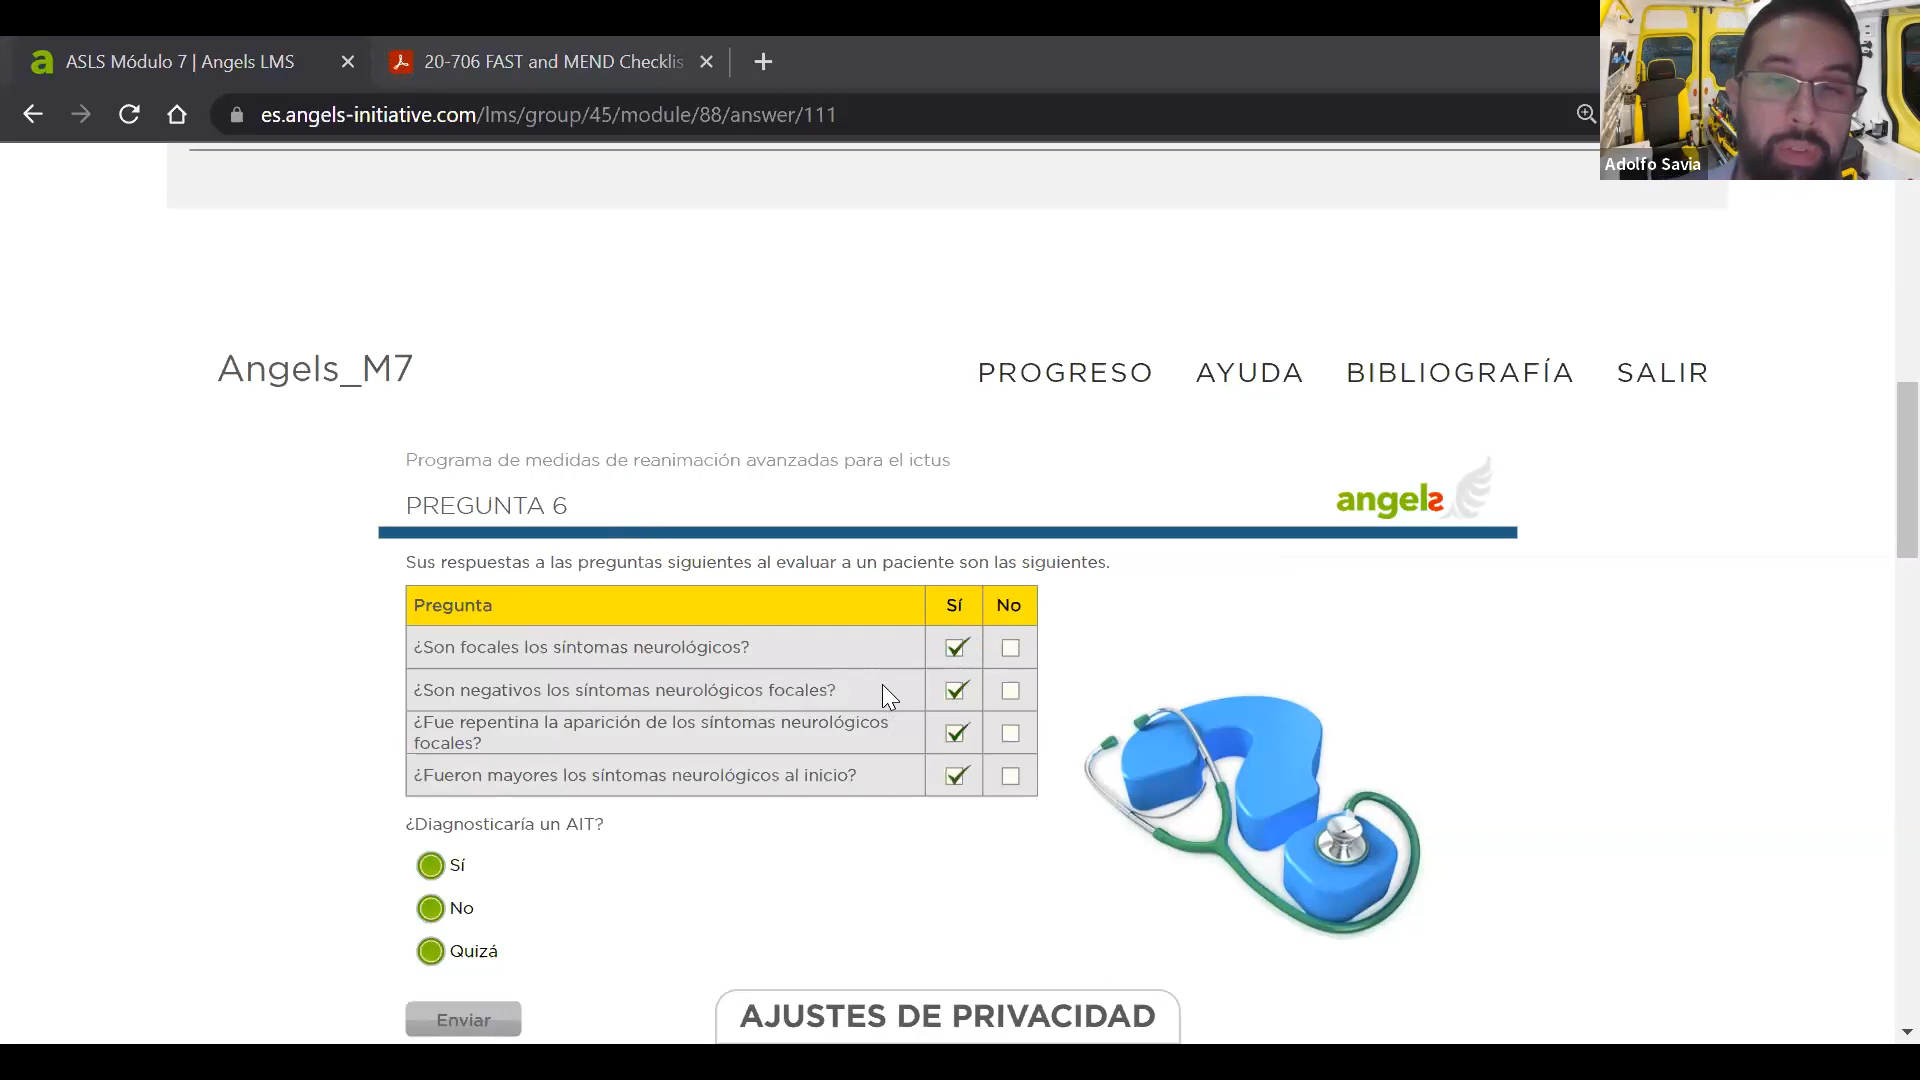 ASLS Módulo 7 | Angels LMS
20-706 FAST and MEND Checklis
es.angels-initiative.com/lms/group/45/module/88/answer/111
Adolfo Savia
Angels_M7
PROGRESO AYUDA BIBLIOGRAFÍA SALIR
Programa de medidas de reanimación avanzadas para el ictus
PREGUNTA 6
angels
Sus respuestas a las preguntas siguientes al evaluar a un paciente son las siguientes.
Pregunta Sí No
¿Son focales los síntomas neurológicos?
¿Son negativos los síntomas neurológicos focales?
¿Fue repentina la aparición de los síntomas neurológicos
focales?
¿Fueron mayores los síntomas neurológicos al inicio?
¿Diagnosticaría un AIT?
Sí
No
Quizá
Enviar
AJUSTES DE PRIVACIDAD